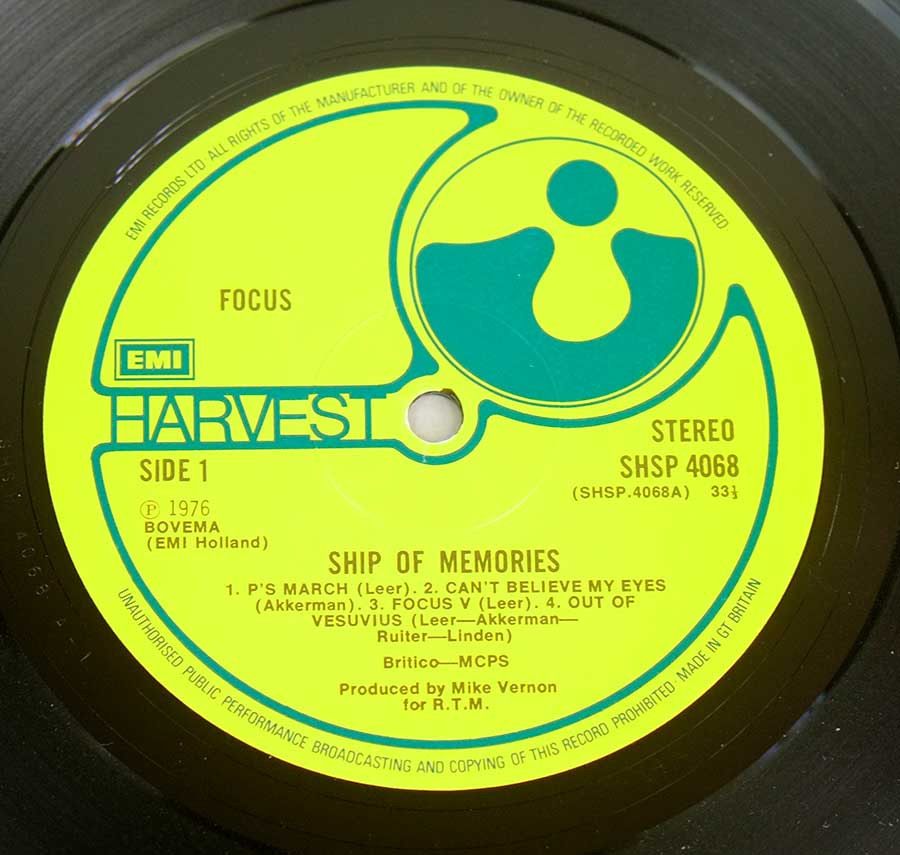 EMI RECORDS LTD·ALL RIGHTS OF THE MANUFACTURER AND OF THE OWNER OF THE RECORDED WORK RESERVED
FOCUS
EMI
HARVEST
STEREO
SIDE 1
SHSP 4068
(SHSP.4068A) 33⅓
Ⓟ 1976
BOVEMA
(EMI Holland)
SHIP OF MEMORIES
1. P'S MARCH (Leer). 2. CAN'T BELIEVE MY EYES
(Akkerman). 3. FOCUS V (Leer). 4. OUT OF
VESUVIUS (Leer—Akkerman—
Ruiter—Linden)
Britico—MCPS
Produced by Mike Vernon
for R.T.M.
UNAUTHORISED PUBLIC PERFORMANCE BROADCASTING AND COPYING OF THIS RECORD PROHIBITED·MADE IN GT BRITAIN